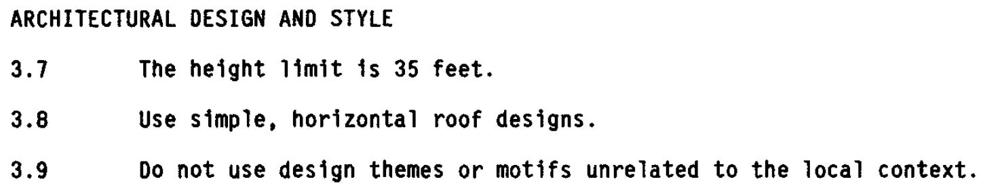 ARCHITECTURAL DESIGN AND STYLE
3.7 The height limit is 35 feet.
3.8 Use simple, horizontal roof designs.
3.9 Do not use design themes or motifs unrelated to the local context.